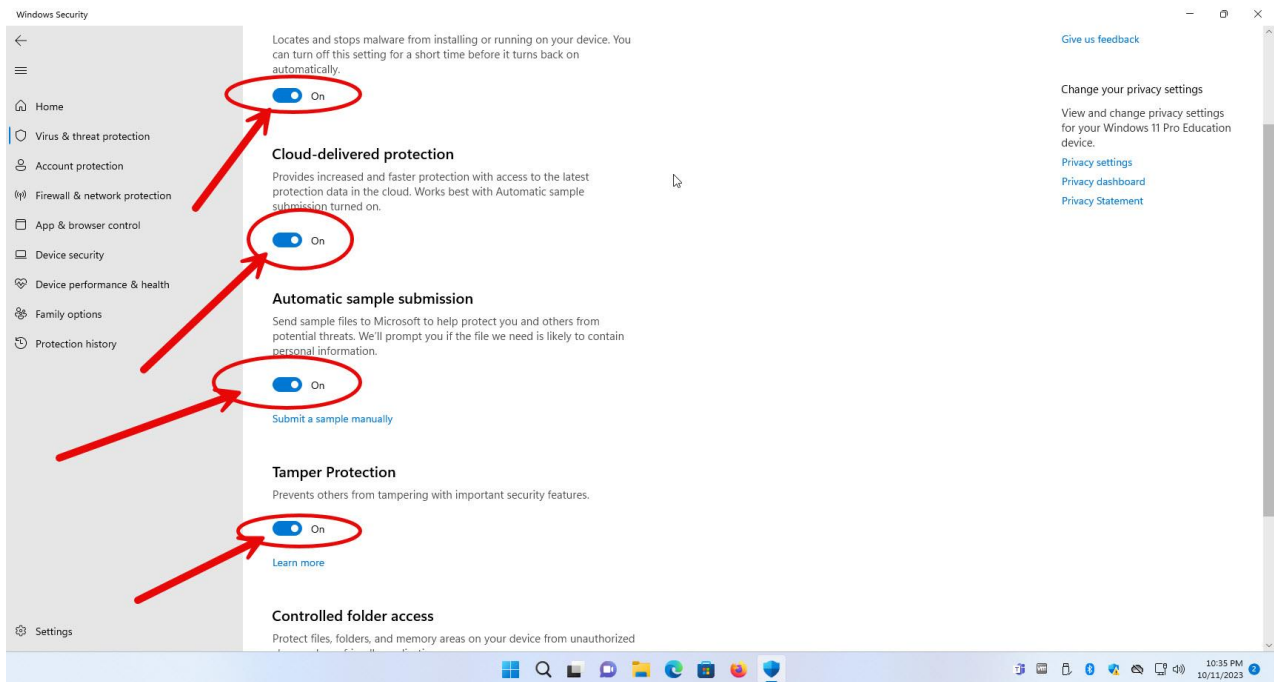 Windows Security
Home
Virus & threat protection
Account protection
Firewall & network protection
App & browser control
Device security
Device performance & health
Family options
Protection history
Settings
Locates and stops malware from installing or running on your device. You
can turn off this setting for a short time before it turns back on
automatically.
On
Cloud-delivered protection
Provides increased and faster protection with access to the latest
protection data in the cloud. Works best with Automatic sample
submission turned on.
On
Automatic sample submission
Send sample files to Microsoft to help protect you and others from
potential threats. We'll prompt you if the file we need is likely to contain
personal information.
On
Submit a sample manually
Tamper Protection
Prevents others from tampering with important security features.
On
Learn more
Controlled folder access
Protect files, folders, and memory areas on your device from unauthorized
Give us feedback
Change your privacy settings
View and change privacy settings
for your Windows 11 Pro Education
device.
Privacy settings
Privacy dashboard
Privacy Statement
10:35 PM
10/11/2023
2